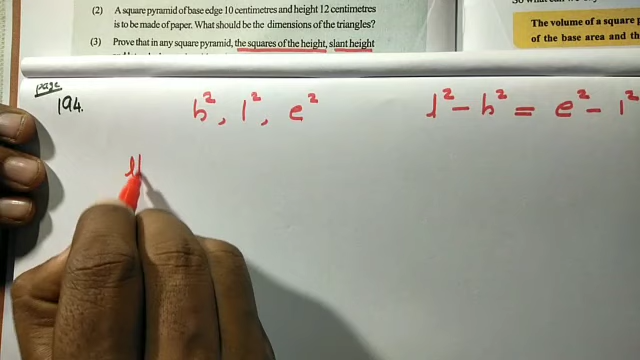 (2) A square pyramid of base edge 10 centimetres and height 12 centimetres
is to be made of paper. What should be the dimensions of the triangles?
(3) Prove that in any square pyramid, the squares of the height, slant height
The volume of a square
of the base area and the
page
194.
h², l², e²
l² - h² = e² - l²